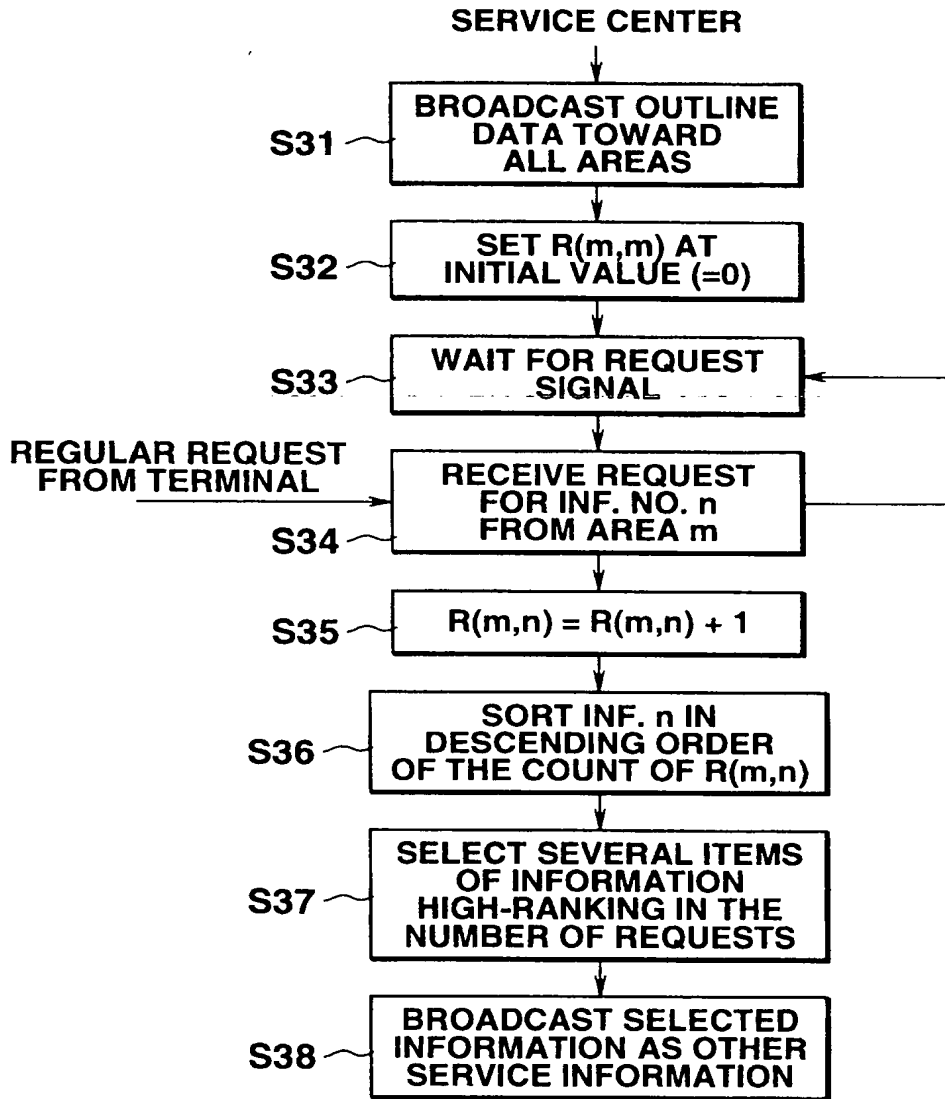 SERVICE CENTER
S31
BROADCAST OUTLINE
DATA TOWARD
ALL AREAS
S32
SET R(m,m) AT
INITIAL VALUE (=0)
S33
WAIT FOR REQUEST
SIGNAL
REGULAR REQUEST
FROM TERMINAL
S34
RECEIVE REQUEST
FOR INF. NO. n
FROM AREA m
S35
R(m,n) = R(m,n) + 1
S36
SORT INF. n IN
DESCENDING ORDER
OF THE COUNT OF R(m,n)
S37
SELECT SEVERAL ITEMS
OF INFORMATION
HIGH-RANKING IN THE
NUMBER OF REQUESTS
S38
BROADCAST SELECTED
INFORMATION AS OTHER
SERVICE INFORMATION